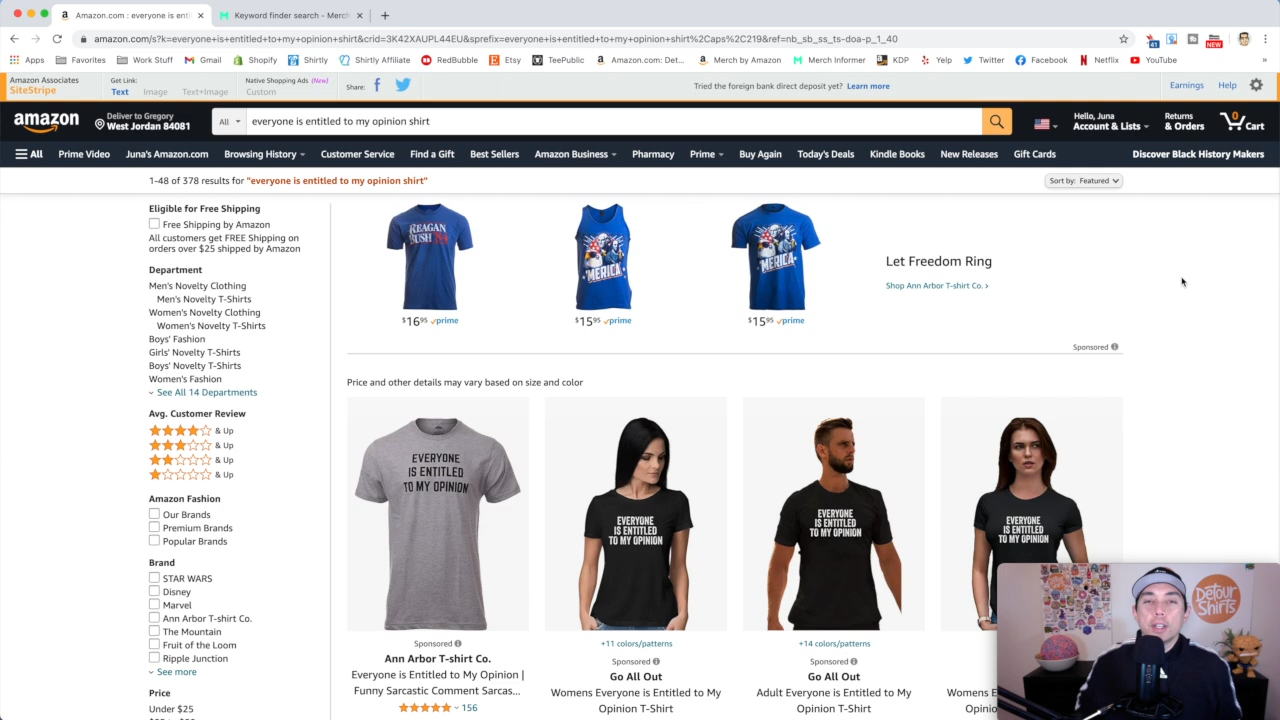 Amazon.com : everyone is enti
Keyword finder search - Merch
amazon.com/s?k=everyone+is+entitled+to+my+opinion+shirt&crid=3K42XAUPL44EU&sprefix=everyone+is+entitled+to+my+opinion+shirt%2Caps%2C219&ref=nb_sb_ss_ts-doa-p_1_40
41
NEW
Apps
Favorites
Work Stuff
Gmail
Shopify
Shirtly
Shirtly Affiliate
RedBubble
Etsy
TeePublic
Amazon.com: Det...
Merch by Amazon
Merch Informer
KDP
Yelp
Twitter
Facebook
Netflix
YouTube
Amazon Associates
SiteStripe
Get Link:
Text
Image
Text+Image
Native Shopping Ads (New)
Custom
Share:
Tried the foreign bank direct deposit yet? Learn more
Earnings
Help
amazon
Deliver to Gregory
West Jordan 84081
All
everyone is entitled to my opinion shirt
Hello, Juna
Account & Lists
Returns
& Orders
0
Cart
All
Prime Video
Juna's Amazon.com
Browsing History
Customer Service
Find a Gift
Best Sellers
Amazon Business
Pharmacy
Prime
Buy Again
Today's Deals
Kindle Books
New Releases
Gift Cards
Discover Black History Makers
1-48 of 378 results for "everyone is entitled to my opinion shirt"
Sort by: Featured
Eligible for Free Shipping
Free Shipping by Amazon
All customers get FREE Shipping on
orders over $25 shipped by Amazon
Department
Men's Novelty Clothing
Men's Novelty T-Shirts
Women's Novelty Clothing
Women's Novelty T-Shirts
Boys' Fashion
Girls' Novelty T-Shirts
Boys' Novelty T-Shirts
Women's Fashion
See All 14 Departments
Avg. Customer Review
& Up
& Up
& Up
& Up
Amazon Fashion
Our Brands
Premium Brands
Popular Brands
Brand
STAR WARS
Disney
Marvel
Ann Arbor T-shirt Co.
The Mountain
Fruit of the Loom
Ripple Junction
See more
Price
Under $25
REAGAN
BUSH
$16.95 prime
'MERICA
$15.95 prime
'MERICA
$15.95 prime
Let Freedom Ring
Shop Ann Arbor T-shirt Co. ›
Sponsored
Price and other details may vary based on size and color
EVERYONE
IS ENTITLED
TO MY OPINION
Sponsored
Ann Arbor T-shirt Co.
Everyone is Entitled to My Opinion |
Funny Sarcastic Comment Sarcas...
156
EVERYONE
IS ENTITLED
TO MY OPINION
+11 colors/patterns
Sponsored
Go All Out
Womens Everyone is Entitled to My
Opinion T-Shirt
EVERYONE
IS ENTITLED
TO MY OPINION
+14 colors/patterns
Sponsored
Go All Out
Adult Everyone is Entitled to My
Opinion T-Shirt
EVERYONE
IS ENTITLED
TO MY OPINION
Womens
Opinio
DETOUR
SHIRTS